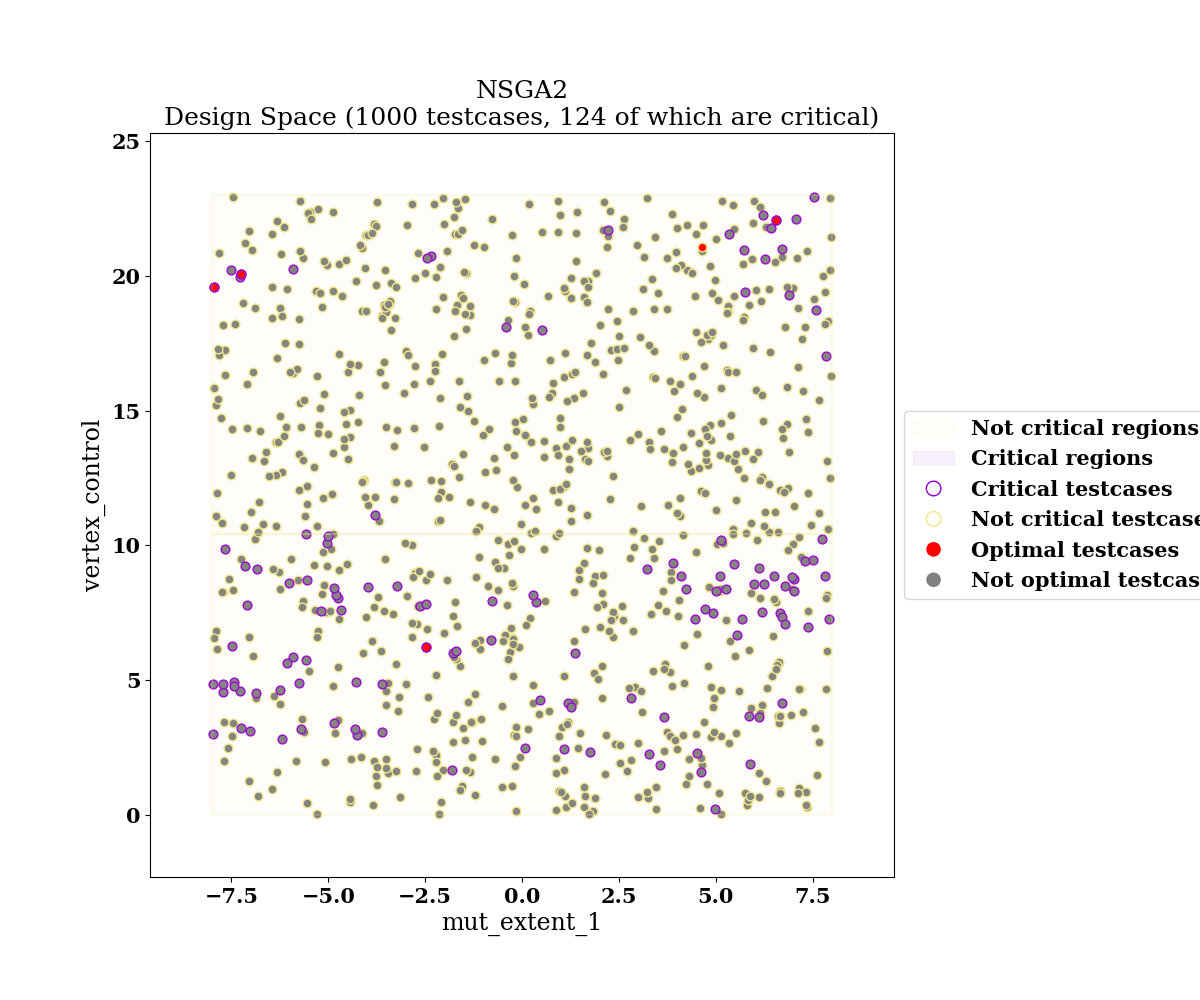 NSGA2
Design Space (1000 testcases, 124 of which are critical)
25
20
15
10
5
0
vertex_control
−7.5 −5.0 −2.5 0.0 2.5 5.0 7.5
mut_extent_1
Not critical regions
Critical regions
Critical testcases
Not critical testcase
Optimal testcases
Not optimal testcas